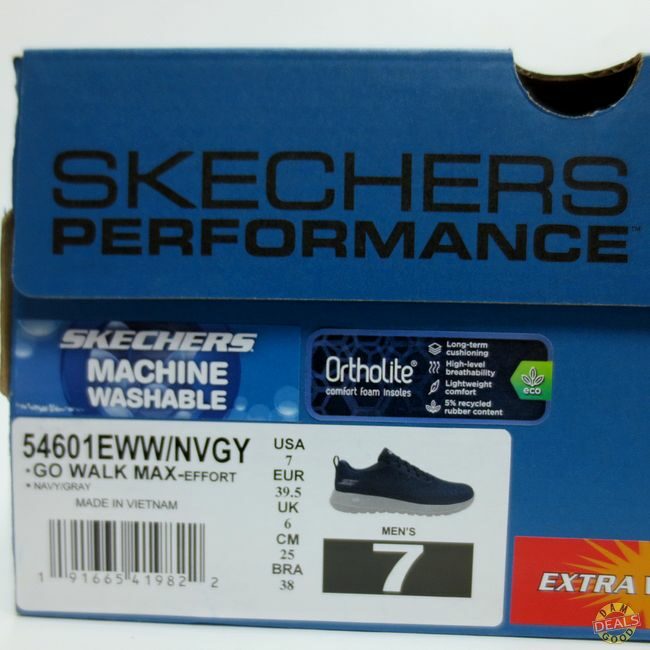 SKECHERS
PERFORMANCE™
SKECHERS
MACHINE
WASHABLE
Ortholite®
comfort foam insoles
Long-term
cushioning
High-level
breathability
Lightweight
comfort
5% recycled
rubber content
eco
54601EWW/NVGY
•GO WALK MAX-EFFORT
• NAVY/GRAY
MADE IN VIETNAM
1 91665 41982 2
USA
7
EUR
39.5
UK
6
CM
25
BRA
38
MEN'S
7
EXTRA
DAMN
GOOD
DEALS